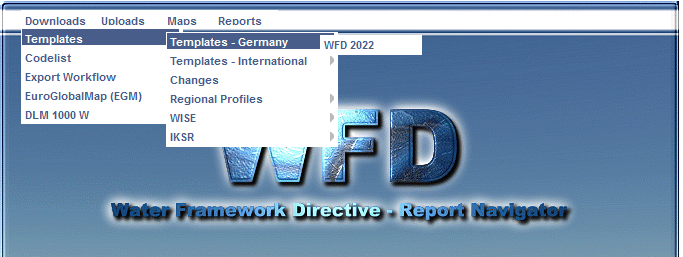 Downloads Uploads Maps Reports
Templates
Codelist
Export Workflow
EuroGlobalMap (EGM)
DLM 1000 W
Templates - Germany
Templates - International
Changes
Regional Profiles
WISE
IKSR
WFD 2022
WFD
Water Framework Directive - Report Navigator